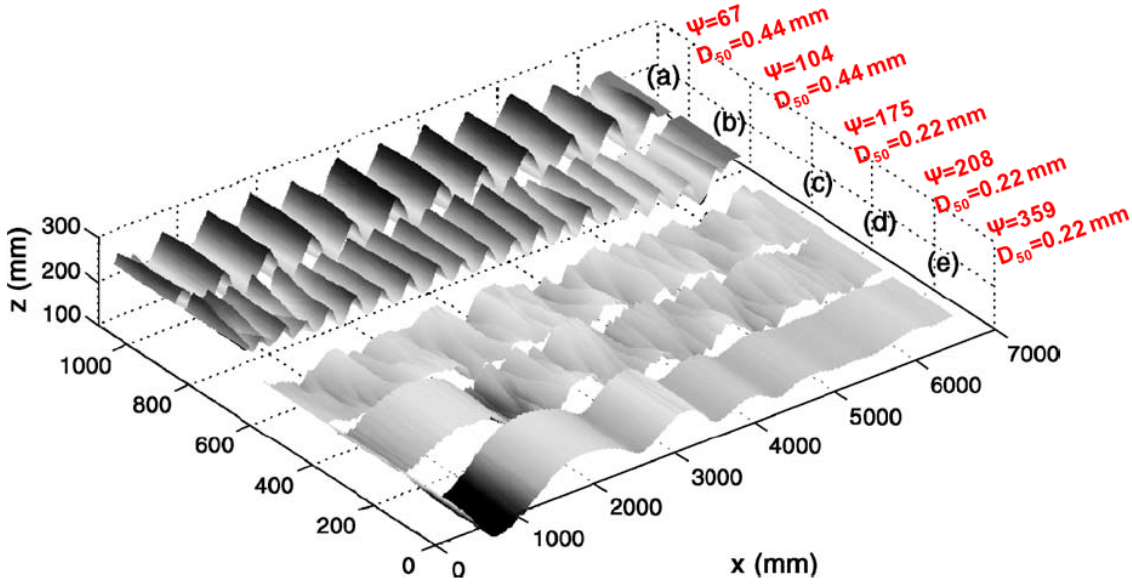 Ψ=67
D50=0.44 mm
(a)
Ψ=104
D50=0.44 mm
(b)
Ψ=175
D50=0.22 mm
(c)
Ψ=208
D50=0.22 mm
(d)
Ψ=359
D50=0.22 mm
(e)
300
200
100
z (mm)
1000
800
600
400
200
0
0
1000
2000
3000
4000
5000
6000
7000
x (mm)